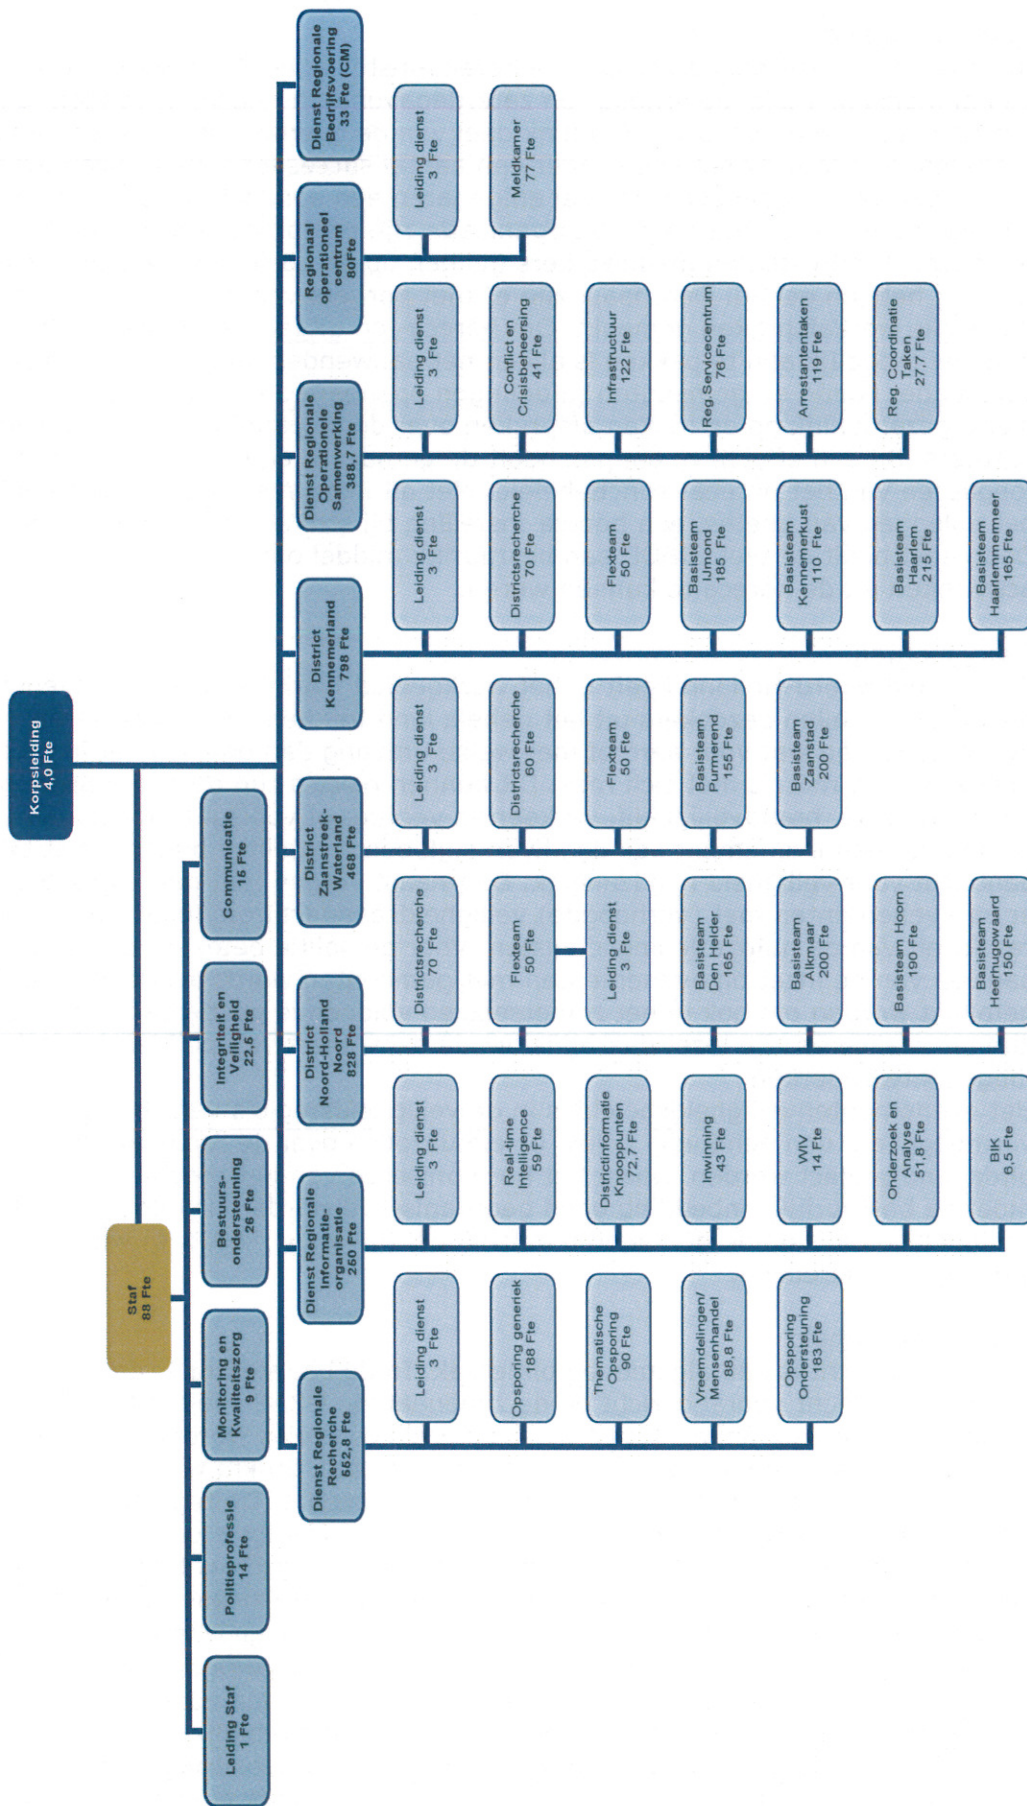 Korpsleiding
4,0 Fte
Staf
88 Fte
Leiding Staf
1 Fte
Politieprofessie
14 Fte
Monitoring en
Kwaliteitszorg
9 Fte
Bestuurs-
ondersteuning
26 Fte
Integriteit en
Veiligheid
22,5 Fte
Communicatie
15 Fte
Dienst Regionale
Recherche
552,8 Fte
Leiding dienst
3 Fte
Opsporing generiek
188 Fte
Thematische
Opsporing
90 Fte
Vreemdelingen/
Mensenhandel
88,8 Fte
Opsporing
Ondersteuning
183 Fte
Dienst Regionale
Informatie-
organisatie
250 Fte
Leiding dienst
3 Fte
Real-time
Intelligence
59 Fte
Districtinformatie
Knooppunten
72,7 Fte
Inwinning
43 Fte
WIV
14 Fte
Onderzoek en
Analyse
51,8 Fte
BIK
6,5 Fte
District
Noord-Holland
Noord
828 Fte
Districtsrecherche
70 Fte
Flexteam
50 Fte
Leiding dienst
3 Fte
Basisteam
Den Helder
165 Fte
Basisteam
Alkmaar
200 Fte
Basisteam Hoorn
190 Fte
Basisteam
Heerhugowaard
150 Fte
District
Zaanstreek-
Waterland
468 Fte
Leiding dienst
3 Fte
Districtsrecherche
60 Fte
Flexteam
50 Fte
Basisteam
Purmerend
155 Fte
Basisteam
Zaanstad
200 Fte
District
Kennemerland
798 Fte
Leiding dienst
3 Fte
Districtsrecherche
70 Fte
Flexteam
50 Fte
Basisteam
IJmond
185 Fte
Basisteam
Kennemerkust
110 Fte
Basisteam
Haarlem
215 Fte
Basisteam
Haarlemmermeer
165 Fte
Dienst Regionale
Operationele
Samenwerking
388,7 Fte
Leiding dienst
3 Fte
Conflict en
Crisisbeheersing
41 Fte
Infrastructuur
122 Fte
Reg.Servicecentrum
76 Fte
Arrestantentaken
119 Fte
Reg. Coordinatie
Taken
27,7 Fte
Regionaal
operationeel
centrum
80Fte
Leiding dienst
3 Fte
Meldkamer
77 Fte
Dienst Regionale
Bedrijfsvoering
33 Fte (CM)